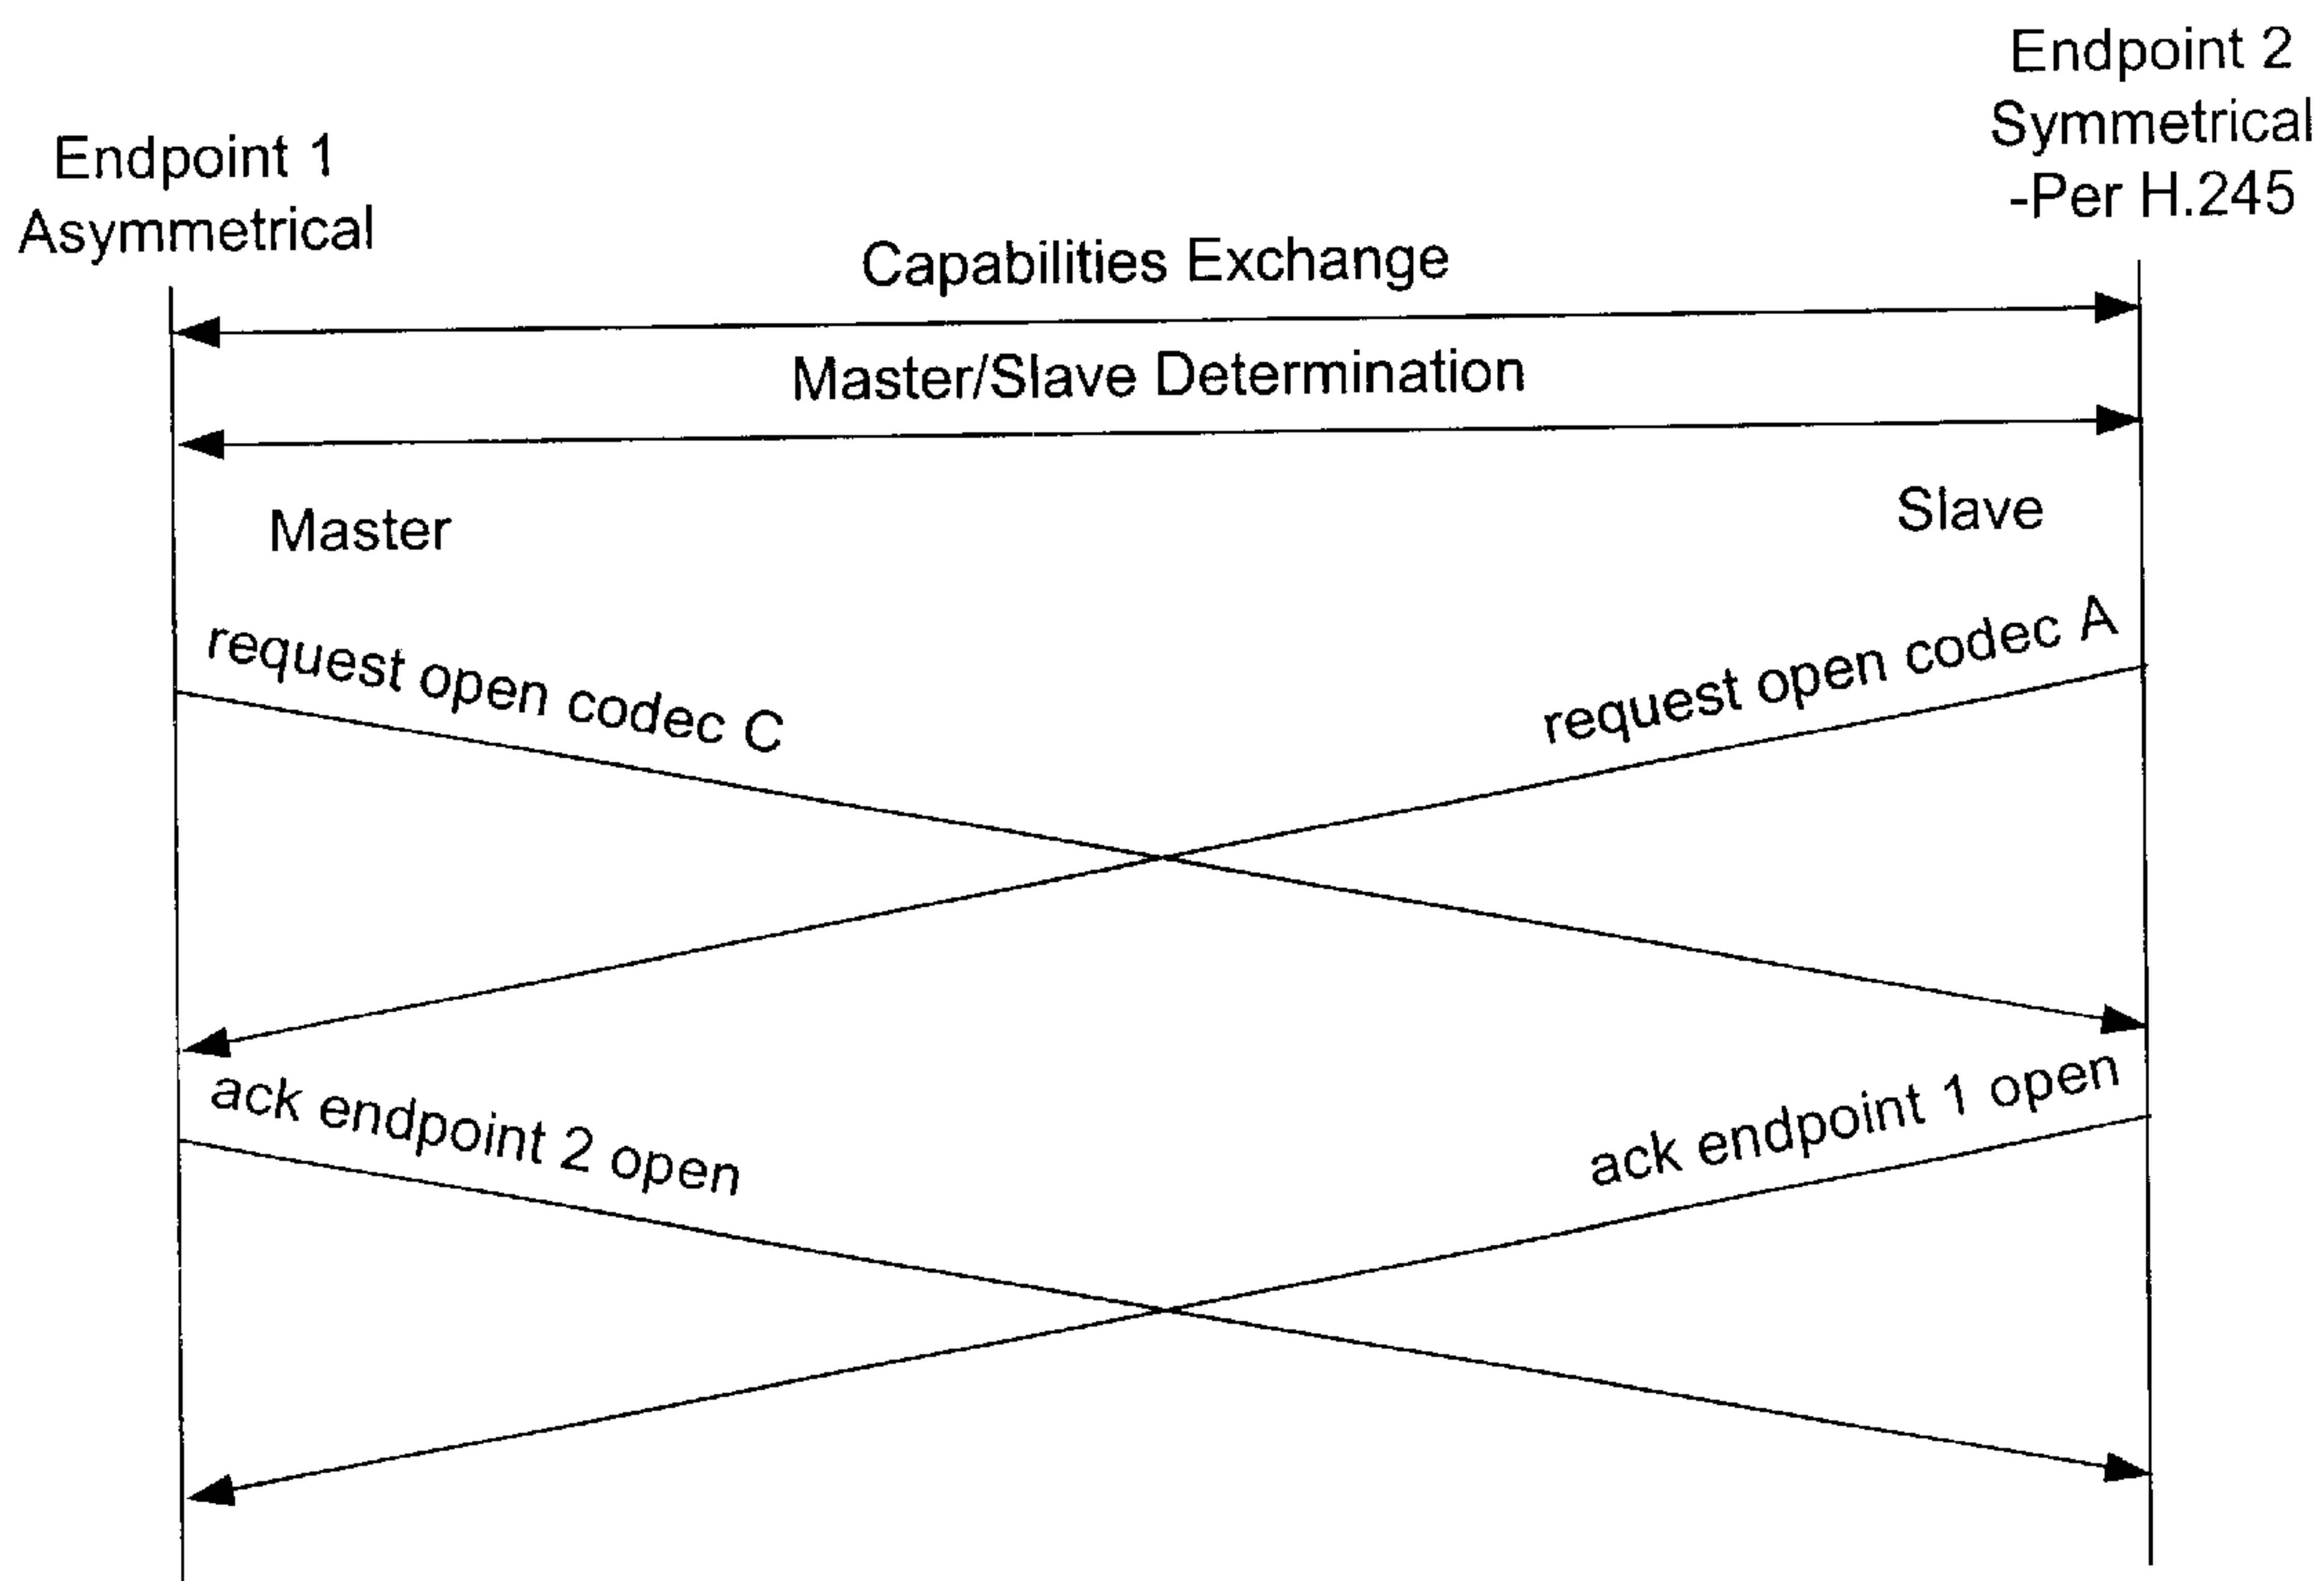 Endpoint 1
Asymmetrical
Endpoint 2
Symmetrical
-Per H.245
Capabilities Exchange
Master/Slave Determination
Master
Slave
request open codec C
request open codec A
ack endpoint 2 open
ack endpoint 1 open